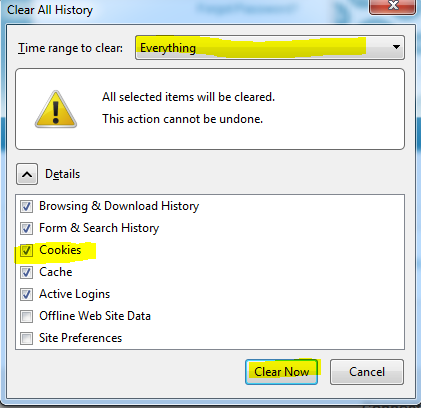 Clear All History
Time range to clear: Everything
All selected items will be cleared.
This action cannot be undone.
Details
Browsing & Download History
Form & Search History
Cookies
Cache
Active Logins
Offline Web Site Data
Site Preferences
Clear Now Cancel